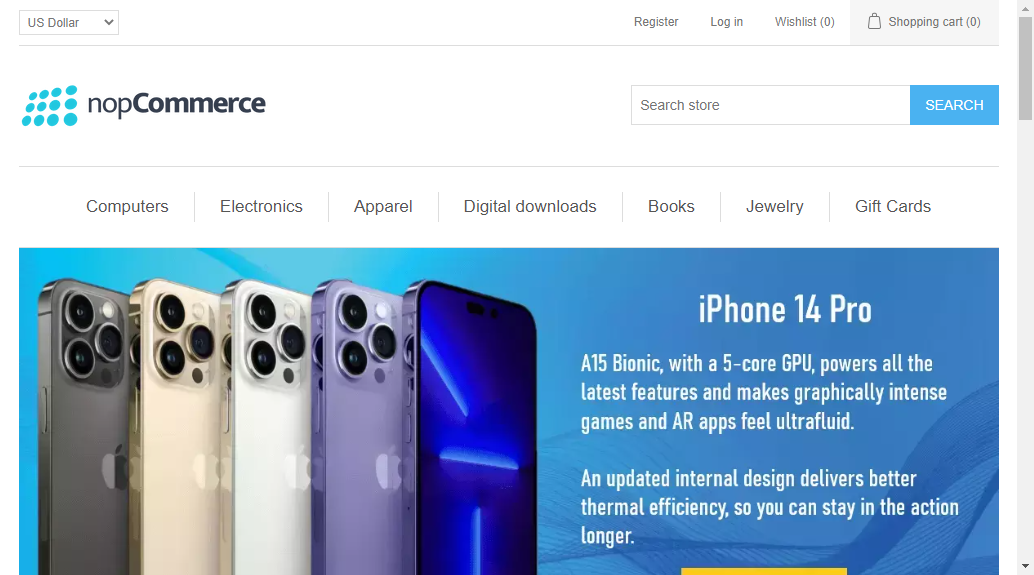 US Dollar
Register
Log in
Wishlist (0)
Shopping cart (0)
nopCommerce
Search store
SEARCH
Computers
Electronics
Apparel
Digital downloads
Books
Jewelry
Gift Cards
iPhone 14 Pro
A15 Bionic, with a 5-core GPU, powers all the
latest features and makes graphically intense
games and AR apps feel ultrafluid.
An updated internal design delivers better
thermal efficiency, so you can stay in the action
longer.